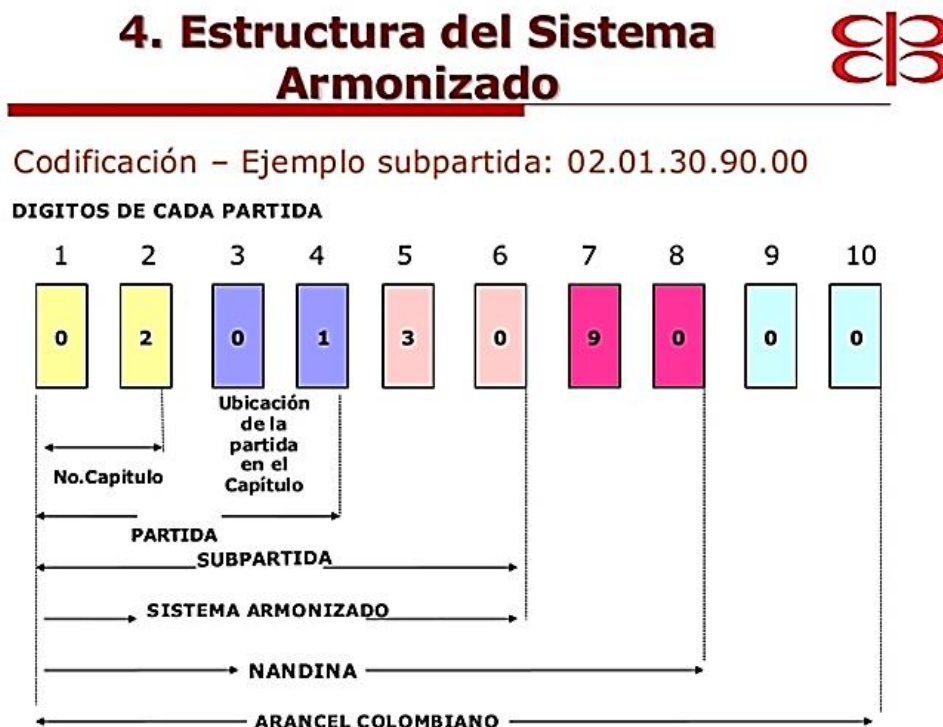 4. Estructura del Sistema
Armonizado
Codificación – Ejemplo subpartida: 02.01.30.90.00
DIGITOS DE CADA PARTIDA
1 2 3 4 5 6 7 8 9 10
0 2 0 1 3 0 9 0 0 0
Ubicación
de la
partida
en el
Capítulo
No.Capitulo
PARTIDA
SUBPARTIDA
SISTEMA ARMONIZADO
NANDINA
ARANCEL COLOMBIANO